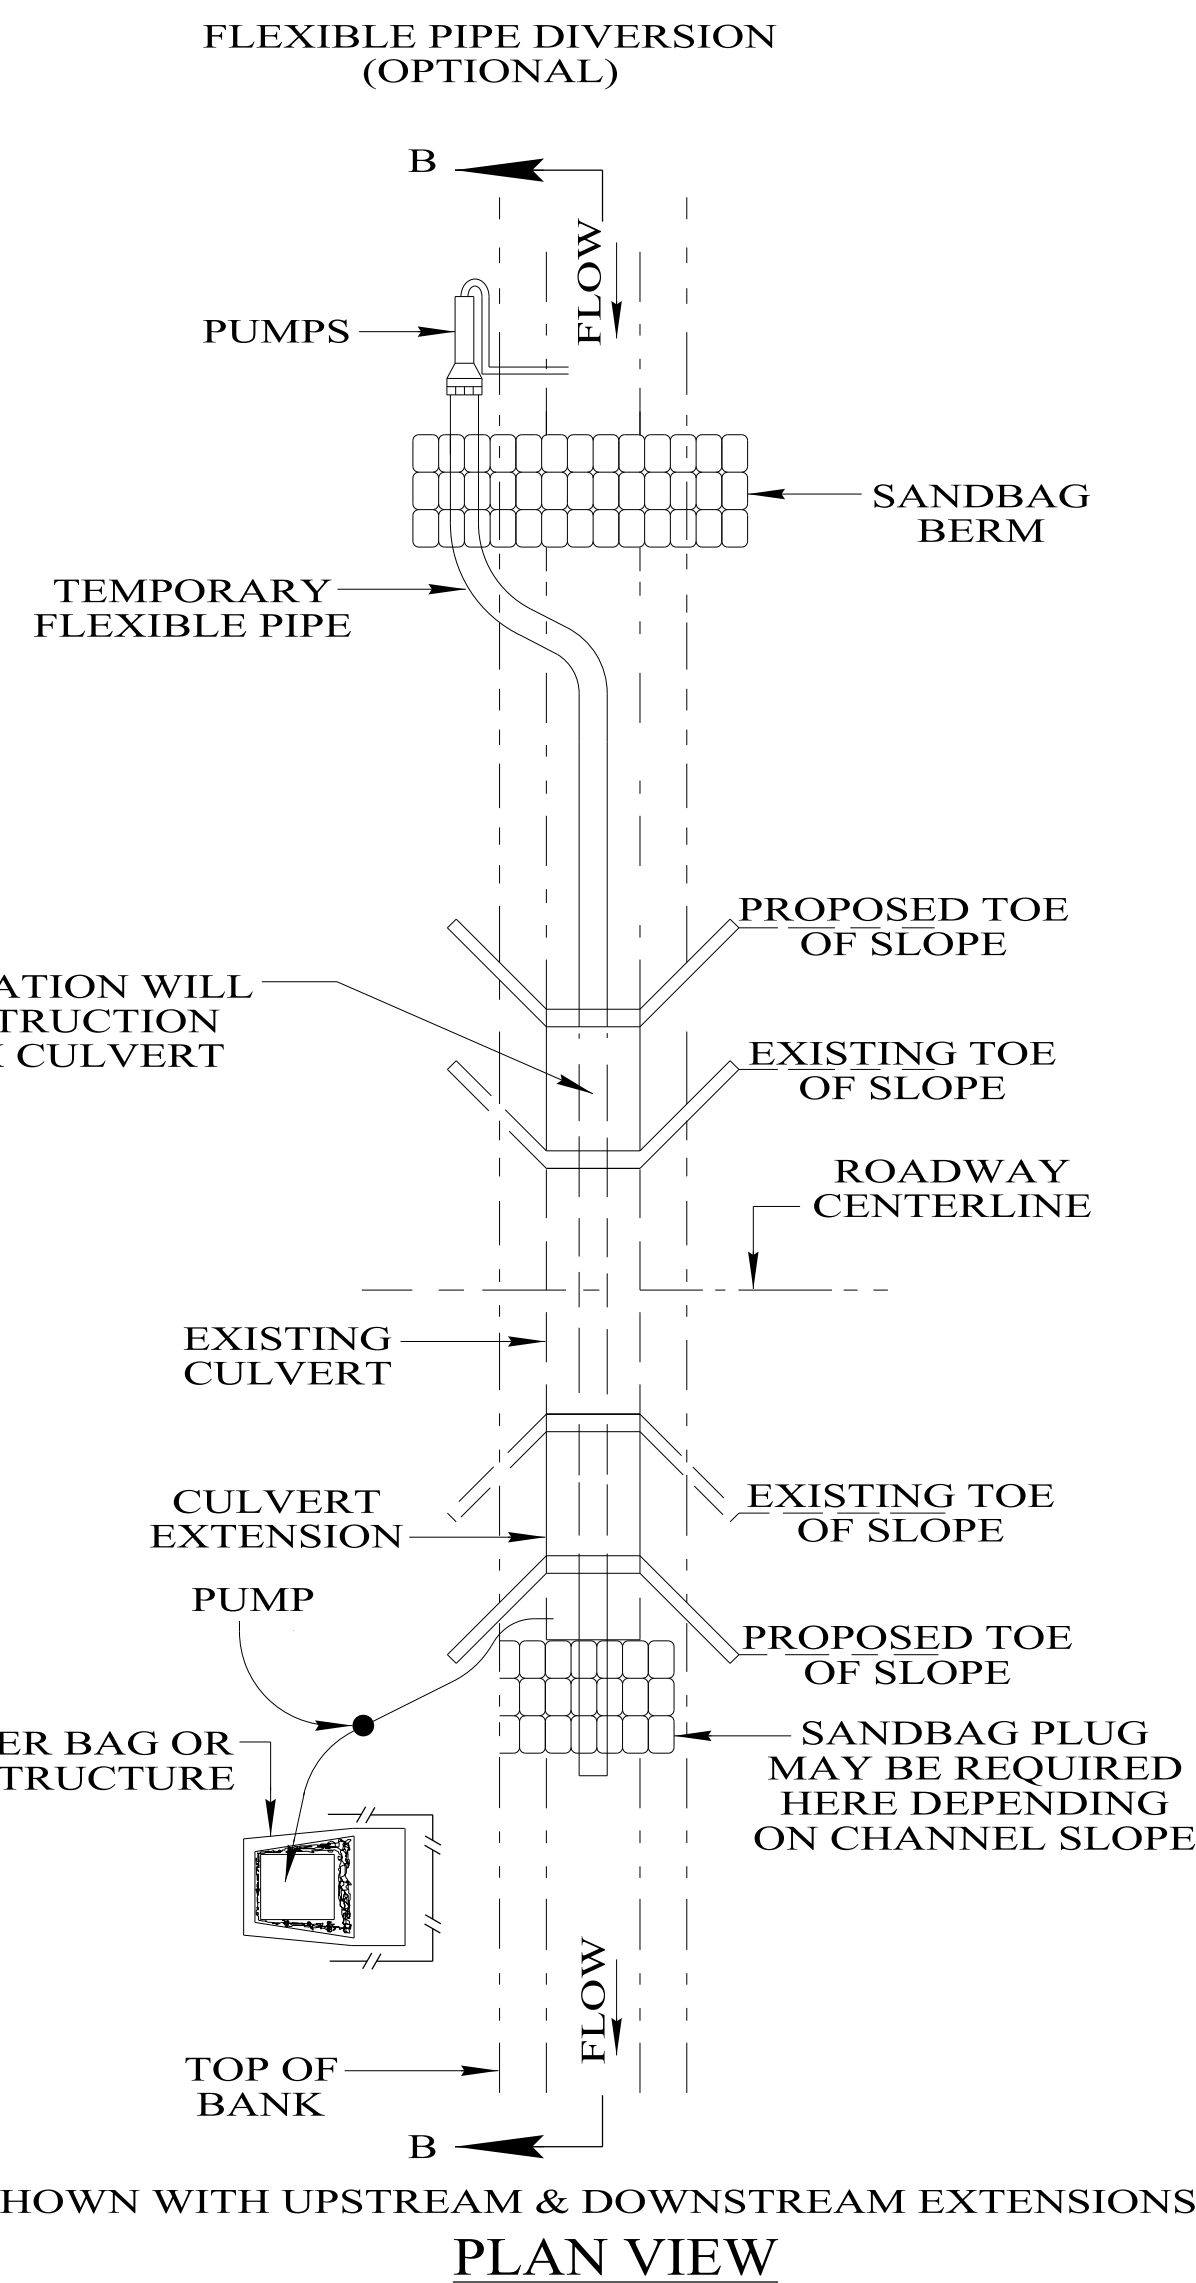 FLEXIBLE PIPE DIVERSION
(OPTIONAL)
B
FLOW
PUMPS
SANDBAG
BERM
TEMPORARY
FLEXIBLE PIPE
PROPOSED TOE
OF SLOPE
ATION WILL
TRUCTION
CULVERT
EXISTING TOE
OF SLOPE
ROADWAY
CENTERLINE
EXISTING
CULVERT
CULVERT
EXTENSION
EXISTING TOE
OF SLOPE
PUMP
PROPOSED TOE
OF SLOPE
ER BAG OR
TRUCTURE
SANDBAG PLUG
MAY BE REQUIRED
HERE DEPENDING
ON CHANNEL SLOPE
FLOW
TOP OF
BANK
B
HOWN WITH UPSTREAM & DOWNSTREAM EXTENSIONS
PLAN VIEW